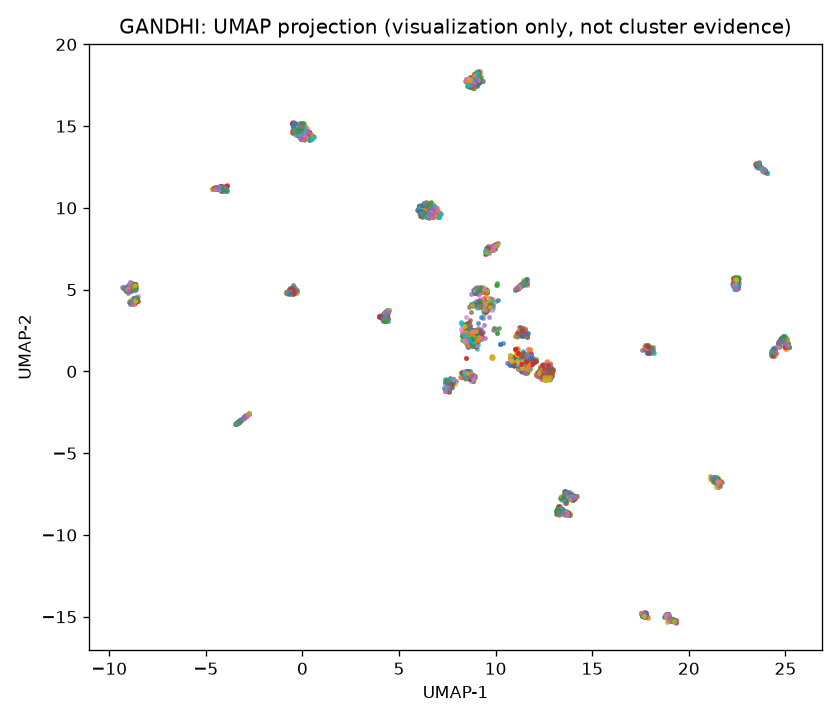 GANDHI: UMAP projection (visualization only, not cluster evidence)
20
15
10
5
0
−5
−10
−15
UMAP-2
−10 −5 0 5 10 15 20 25
UMAP-1